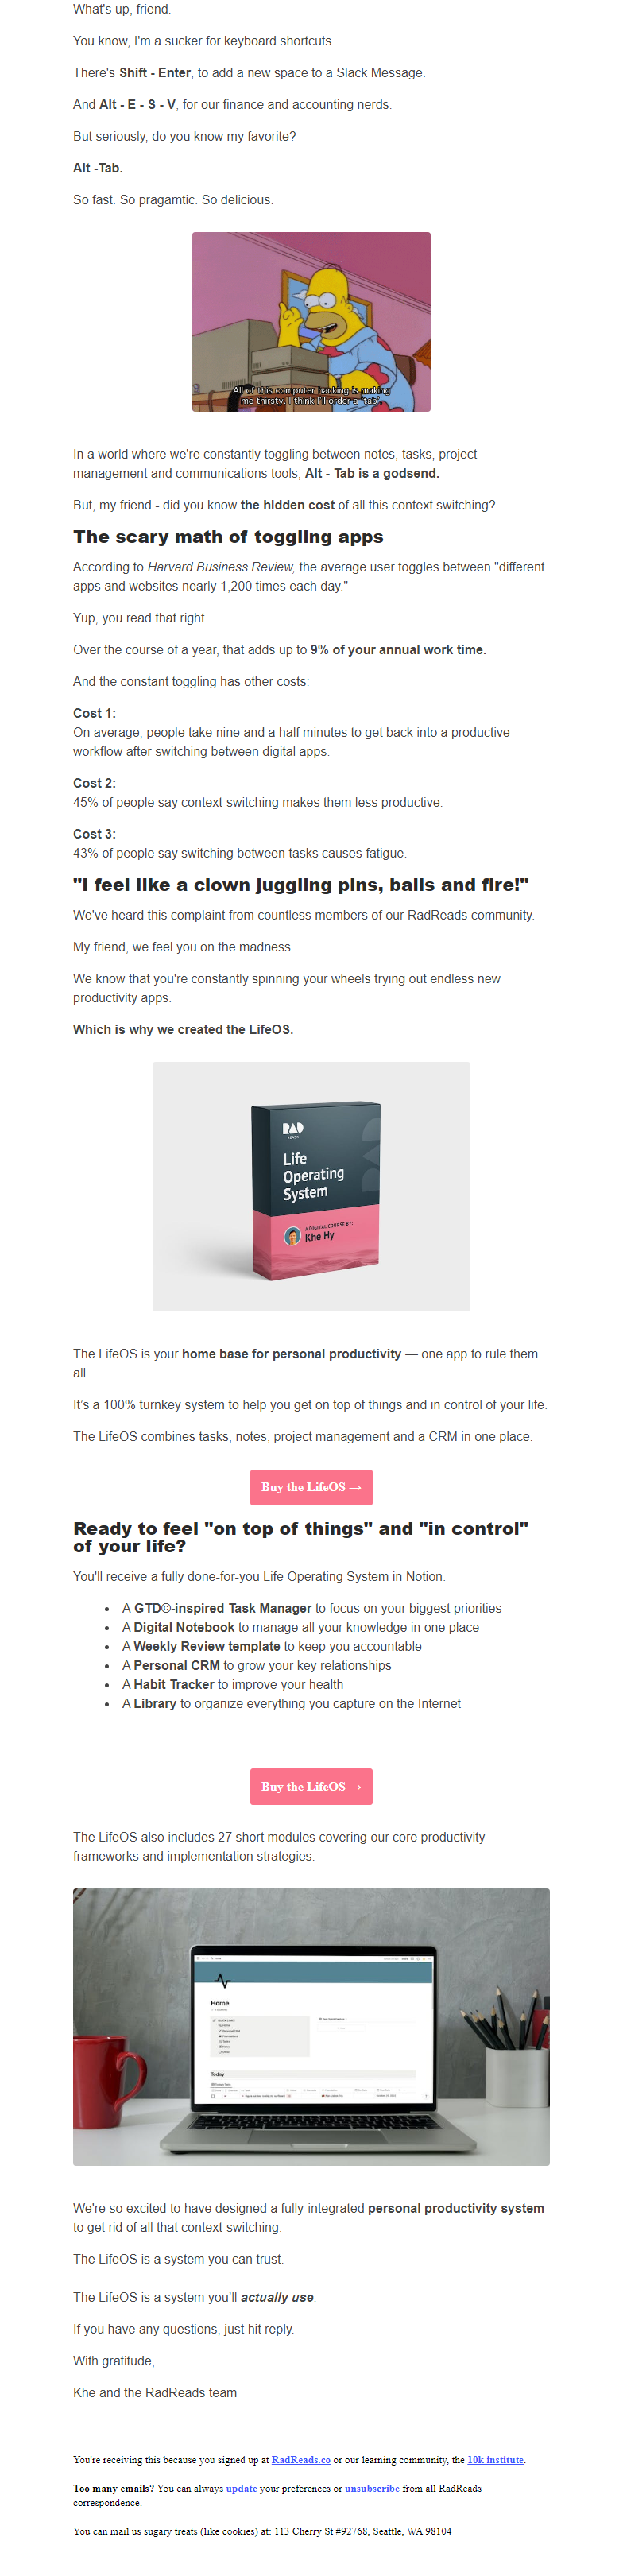 What's up, friend.
You know, I'm a sucker for keyboard shortcuts.
There's Shift - Enter, to add a new space to a Slack Message.
And Alt - E - S - V, for our finance and accounting nerds.
But seriously, do you know my favorite?
Alt -Tab.
So fast. So pragamtic. So delicious.
All of this computer hacking is making
me thirsty. I think I'll order a 'tab'.
In a world where we're constantly toggling between notes, tasks, project
management and communications tools, Alt - Tab is a godsend.
But, my friend - did you know the hidden cost of all this context switching?
The scary math of toggling apps
According to Harvard Business Review, the average user toggles between "different
apps and websites nearly 1,200 times each day."
Yup, you read that right.
Over the course of a year, that adds up to 9% of your annual work time.
And the constant toggling has other costs:
Cost 1:
On average, people take nine and a half minutes to get back into a productive
workflow after switching between digital apps.
Cost 2:
45% of people say context-switching makes them less productive.
Cost 3:
43% of people say switching between tasks causes fatigue.
"I feel like a clown juggling pins, balls and fire!"
We've heard this complaint from countless members of our RadReads community.
My friend, we feel you on the madness.
We know that you're constantly spinning your wheels trying out endless new
productivity apps.
Which is why we created the LifeOS.
RAD
READS
Life
Operating
System
A DIGITAL COURSE BY:
Khe Hy
The LifeOS is your home base for personal productivity — one app to rule them
all.
It's a 100% turnkey system to help you get on top of things and in control of your life.
The LifeOS combines tasks, notes, project management and a CRM in one place.
Buy the LifeOS →
Ready to feel "on top of things" and "in control"
of your life?
You'll receive a fully done-for-you Life Operating System in Notion.
• A GTD©-inspired Task Manager to focus on your biggest priorities
• A Digital Notebook to manage all your knowledge in one place
• A Weekly Review template to keep you accountable
• A Personal CRM to grow your key relationships
• A Habit Tracker to improve your health
• A Library to organize everything you capture on the Internet
Buy the LifeOS →
The LifeOS also includes 27 short modules covering our core productivity
frameworks and implementation strategies.
Home
Today
We're so excited to have designed a fully-integrated personal productivity system
to get rid of all that context-switching.
The LifeOS is a system you can trust.
The LifeOS is a system you'll actually use.
If you have any questions, just hit reply.
With gratitude,
Khe and the RadReads team
You're receiving this because you signed up at RadReads.co or our learning community, the 10k institute.
Too many emails? You can always update your preferences or unsubscribe from all RadReads
correspondence.
You can mail us sugary treats (like cookies) at: 113 Cherry St #92768, Seattle, WA 98104